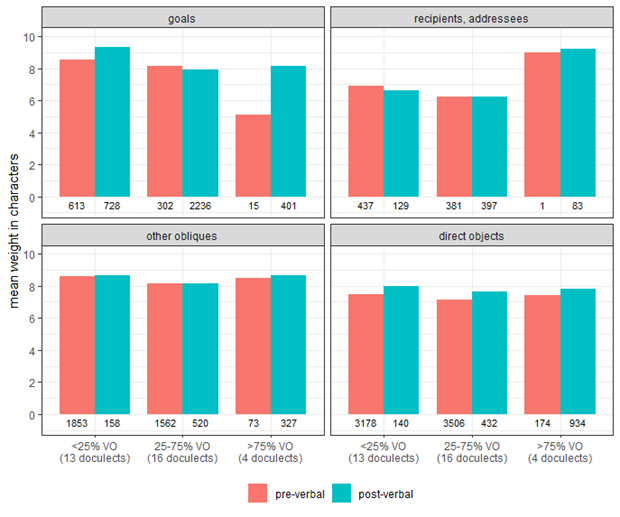 goals
recipients, addressees
10
8
6
4
2
0
613 728 302 2236 15 401
437 129 381 397 1 83
mean weight in characters
other obliques
direct objects
10
8
6
4
2
0
1853 158 1562 520 73 327
3178 140 3506 432 174 934
<25% VO 25-75% VO >75% VO
(13 doculects) (16 doculects) (4 doculects)
<25% VO 25-75% VO >75% VO
(13 doculects) (16 doculects) (4 doculects)
pre-verbal post-verbal